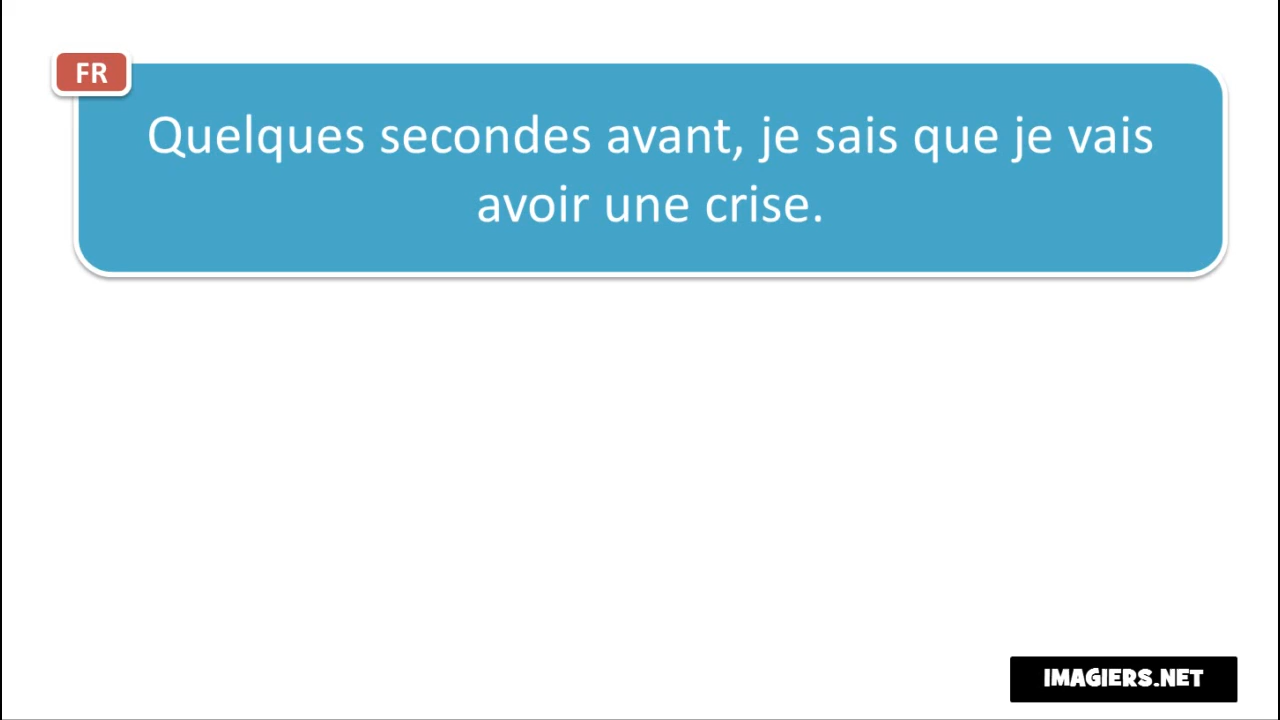 FR
Quelques secondes avant, je sais que je vais
avoir une crise.
IMAGIERS.NET